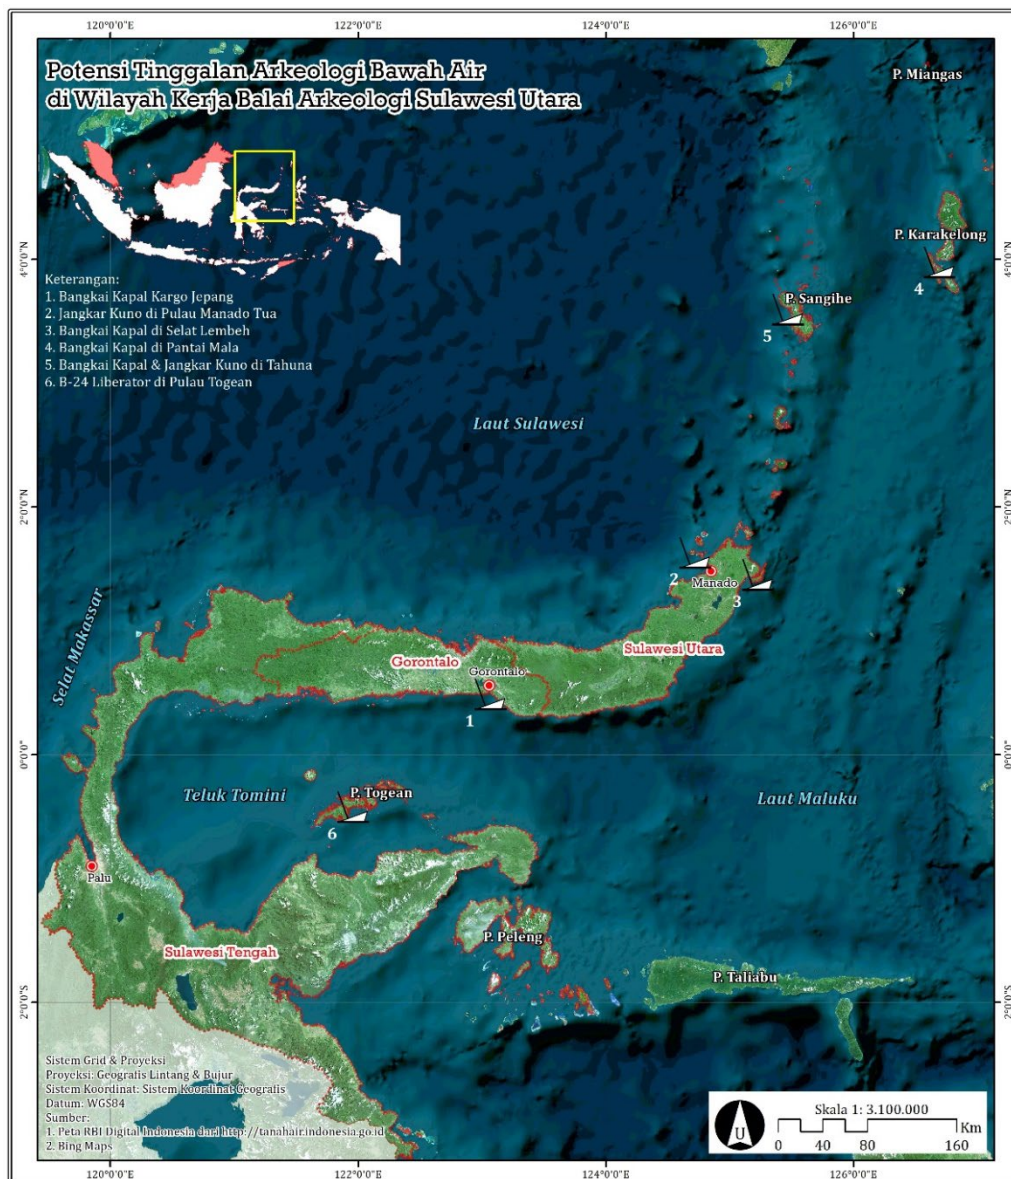 120°0'0"E
122°0'0"E
124°0'0"E
126°0'0"E
Potensi Tinggalan Arkeologi Bawah Air
di Wilayah Kerja Balai Arkeologi Sulawesi Utara
P. Miangas
P. Karakelong
4°0'0"N
4°0'0"N
4
P. Sangihe
5
Keterangan:
1. Bangkai Kapal Kargo Jepang
2. Jangkar Kuno di Pulau Manado Tua
3. Bangkai Kapal di Selat Lembeh
4. Bangkai Kapal di Pantai Mala
5. Bangkai Kapal & Jangkar Kuno di Tahuna
6. B-24 Liberator di Pulau Togean
Laut Sulawesi
2°0'0"N
2°0'0"N
2
Manado
3
Selat Makassar
Sulawesi Utara
Gorontalo
Gorontalo
1
0°0'0"
0°0'0"
Teluk Tomini
P. Togean
Laut Maluku
6
Palu
P. Peleng
Sulawesi Tengah
P. Taliabu
2°0'0"S
2°0'0"S
Sistem Grid & Proyeksi
Proyeksi: Geografis Lintang & Bujur
Sistem Koordinat: Sistem Koordinat Geografis
Datum: WGS84
Sumber:
1. Peta RBI Digital Indonesia dari http://tanahair.indonesia.go.id
2. Bing Maps
U
Skala 1: 3.100.000
Km
0 40 80 160
120°0'0"E
122°0'0"E
124°0'0"E
126°0'0"E